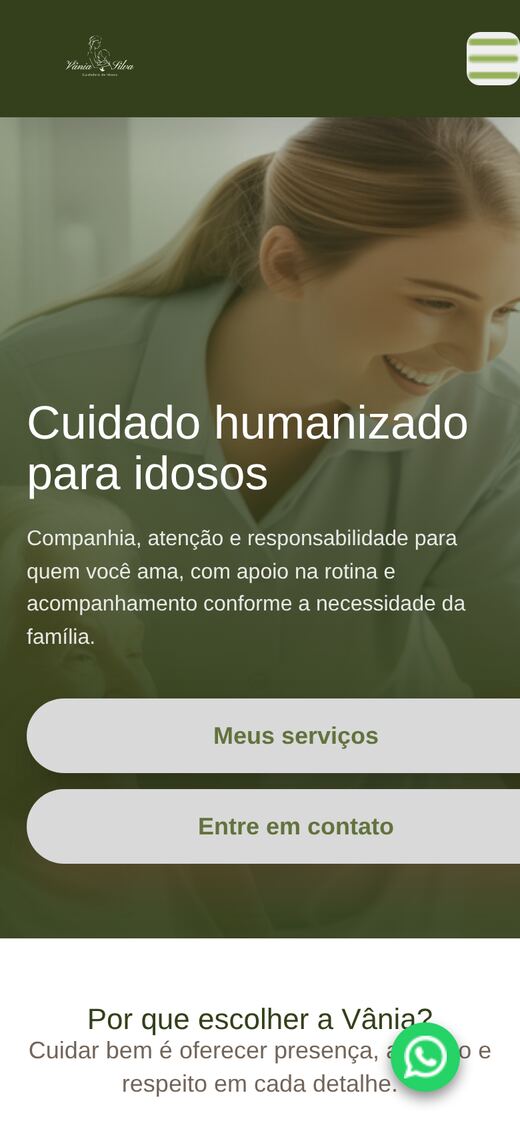 Vânia Silva
Cuidado humanizado
para idosos
Companhia, atenção e responsabilidade para
quem você ama, com apoio na rotina e
acompanhamento conforme a necessidade da
família.
Meus serviços
Entre em contato
Por que escolher a Vânia?
Cuidar bem é oferecer presença, e
respeito em cada detalhe.